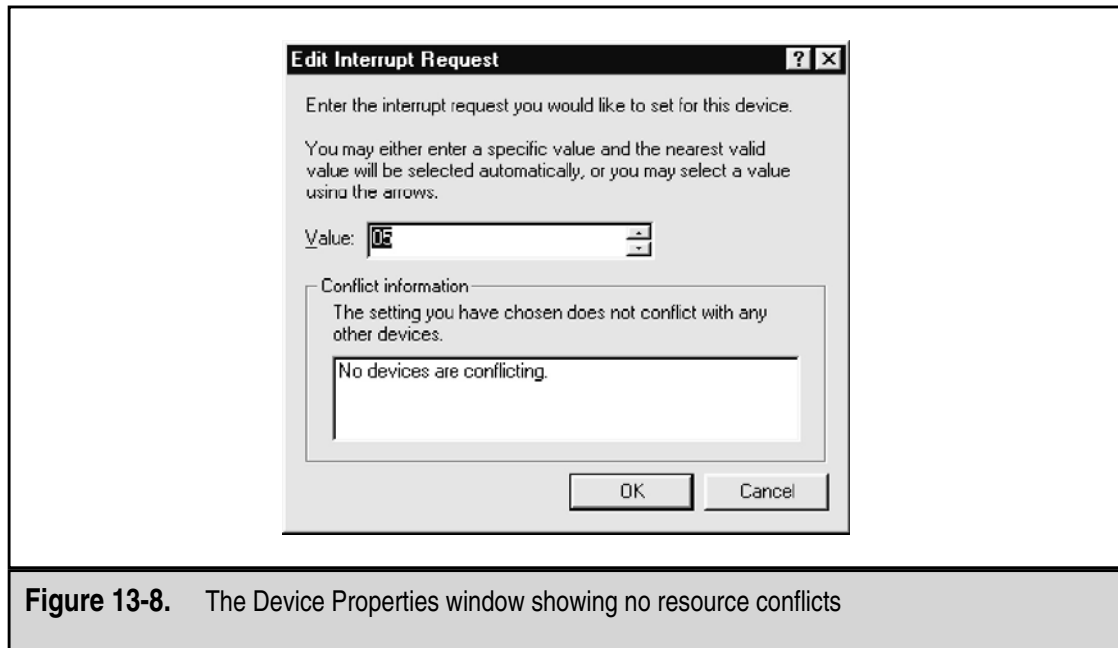 Edit Interrupt Request
Enter the interrupt request you would like to set for this device.
You may either enter a specific value and the nearest valid
value will be selected automatically, or you may select a value
using the arrows.
Value: 05
Conflict information
The setting you have chosen does not conflict with any
other devices.
No devices are conflicting.
OK Cancel
Figure 13-8. The Device Properties window showing no resource conflicts